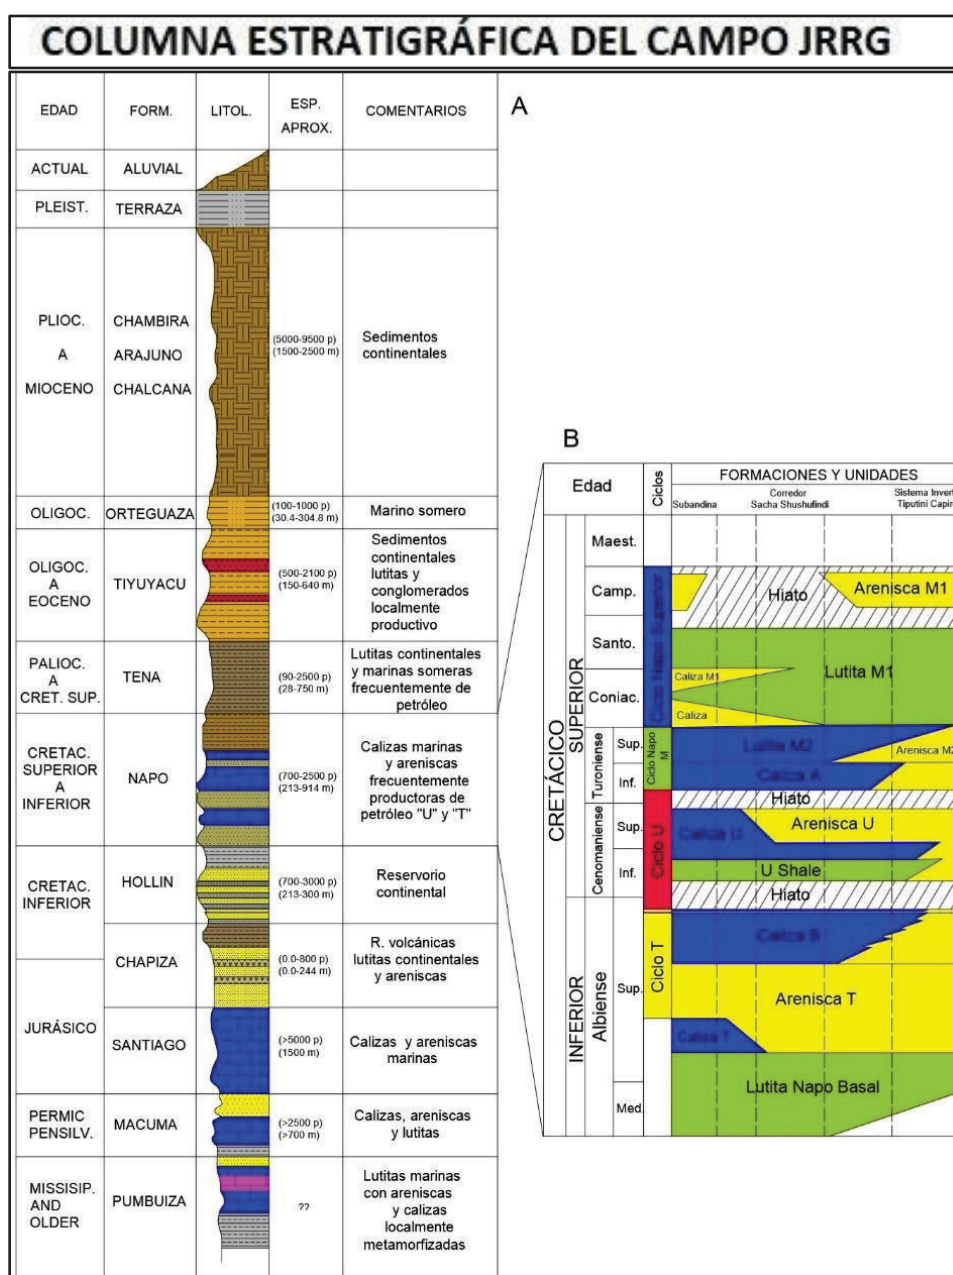 COLUMNA ESTRATIGRÁFICA DEL CAMPO JRRG
EDAD
FORM.
LITOL.
ESP.
APROX.
COMENTARIOS
A
ACTUAL
ALUVIAL
PLEIST.
TERRAZA
PLIOC.
A
MIOCENO
CHAMBIRA
ARAJUNO
CHALCANA
(5000-9500 p)
(1500-2500 m)
Sedimentos
continentales
OLIGOC.
ORTEGUAZA
(100-1000 p)
(30.4-304.8 m)
Marino somero
OLIGOC.
A
EOCENO
TIYUYACU
(500-2100 p)
(150-640 m)
Sedimentos
continentales
lutitas y
conglomerados
localmente
productivo
PALIOC.
A
CRET. SUP.
TENA
(90-2500 p)
(28-750 m)
Lutitas continentales
y marinas someras
frecuentemente de
petróleo
CRETAC.
SUPERIOR
A
INFERIOR
NAPO
(700-2500 p)
(213-914 m)
Calizas marinas
y areniscas
frecuentemente
productoras de
petróleo "U" y "T"
CRETAC.
INFERIOR
HOLLIN
(700-3000 p)
(213-300 m)
Reservorio
continental
CHAPIZA
(0.0-800 p)
(0.0-244 m)
R. volcánicas
lutitas continentales
y areniscas
JURÁSICO
SANTIAGO
(>5000 p)
(1500 m)
Calizas y areniscas
marinas
PERMIC
PENSILV.
MACUMA
(>2500 p)
(>700 m)
Calizas, areniscas
y lutitas
MISSISIP.
AND
OLDER
PUMBUIZA
??
Lutitas marinas
con areniscas
y calizas
localmente
metamorfizadas
B
Edad
Ciclos
FORMACIONES Y UNIDADES
Subandina
Corredor
Sacha Shushufindi
Sistema Invert
Tiputini Capir
CRETÁCICO
SUPERIOR
Maest.
Camp.
Hiato
Arenisca M1
Santo.
Lutita M1
Coniac.
Caliza M1
Caliza
Napo Superior
Turoniense
Sup.
Inf.
Ciclo Napo
M
Lutita M2
Arenisca M2
Caliza A
Hiato
Cenomaniense
Sup.
Inf.
Ciclo U
Caliza U
Arenisca U
U Shale
Hiato
INFERIOR
Albiense
Sup.
Med.
Ciclo T
Caliza B
Arenisca T
Caliza T
Lutita Napo Basal